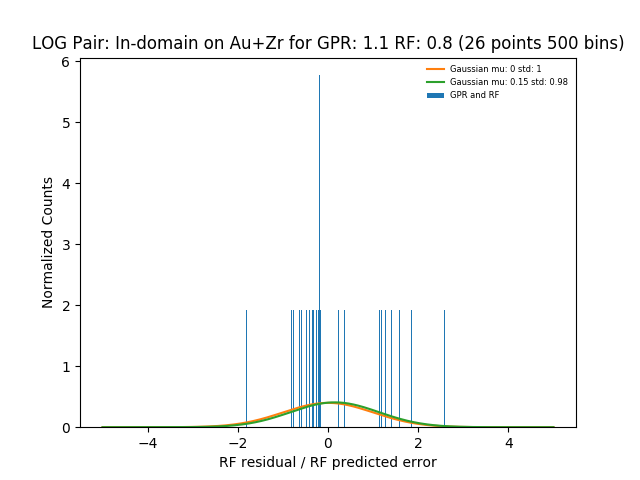 LOG Pair: In-domain on Au+Zr for GPR: 1.1 RF: 0.8 (26 points 500 bins)
Gaussian mu: 0 std: 1
Gaussian mu: 0.15 std: 0.98
GPR and RF
Normalized Counts
6
5
4
3
2
1
0
−4 −2 0 2 4
RF residual / RF predicted error